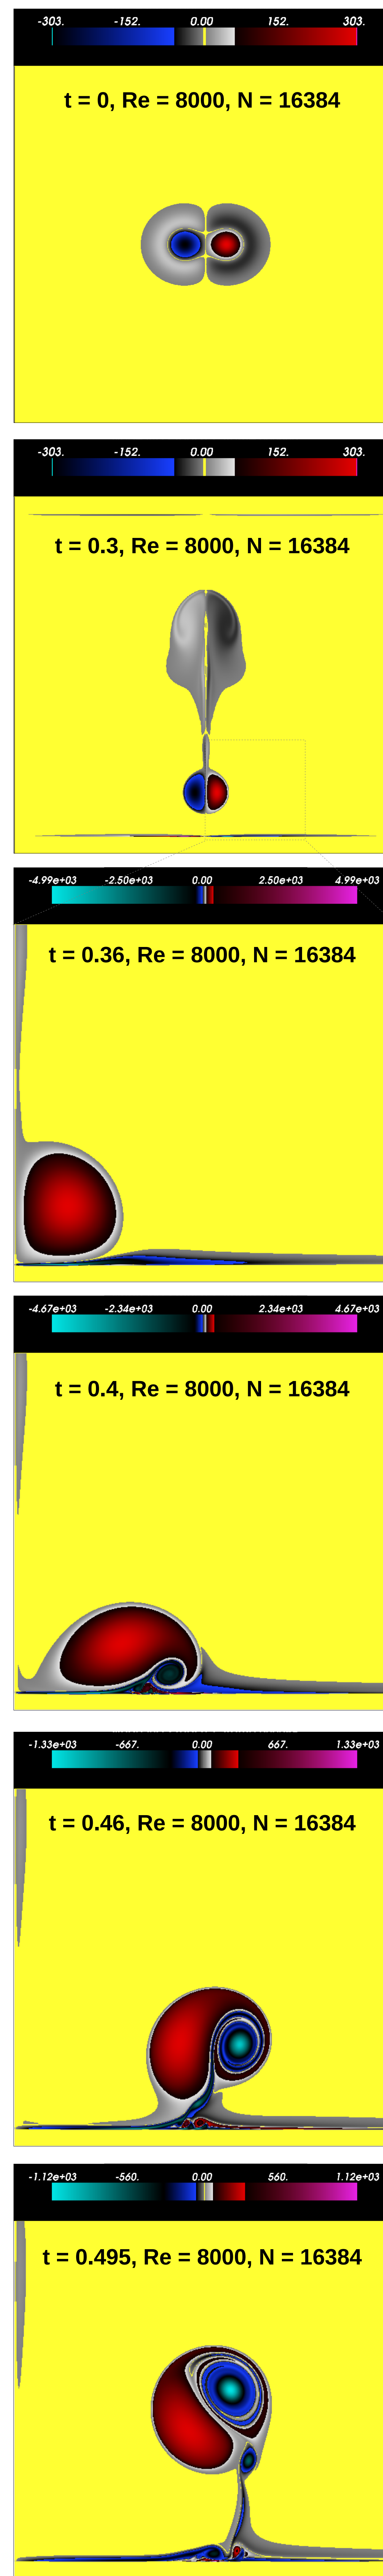 -303. -152. 0.00 152. 303.
t = 0, Re = 8000, N = 16384
-303. -152. 0.00 152. 303.
t = 0.3, Re = 8000, N = 16384
-4.99e+03 -2.50e+03 0.00 2.50e+03 4.99e+03
t = 0.36, Re = 8000, N = 16384
-4.67e+03 -2.34e+03 0.00 2.34e+03 4.67e+03
t = 0.4, Re = 8000, N = 16384
-1.33e+03 -667. 0.00 667. 1.33e+03
t = 0.46, Re = 8000, N = 16384
-1.12e+03 -560. 0.00 560. 1.12e+03
t = 0.495, Re = 8000, N = 16384